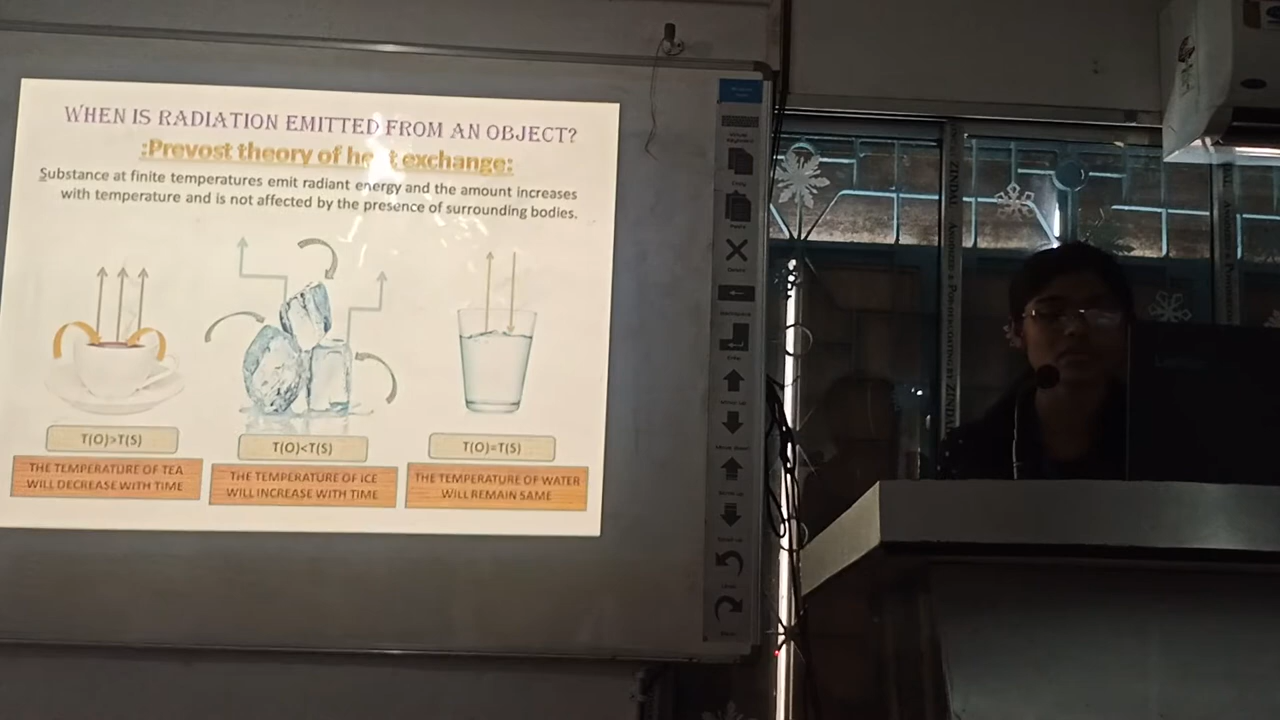 WHEN IS RADIATION EMITTED FROM AN OBJECT?
:Prevost theory of heat exchange:
Substance at finite temperatures emit radiant energy and the amount increases
with temperature and is not affected by the presence of surrounding bodies.
T(O)>T(S)
T(O)<T(S)
T(O)=T(S)
THE TEMPERATURE OF TEA
WILL DECREASE WITH TIME
THE TEMPERATURE OF ICE
WILL INCREASE WITH TIME
THE TEMPERATURE OF WATER
WILL REMAIN SAME
ZINDAL